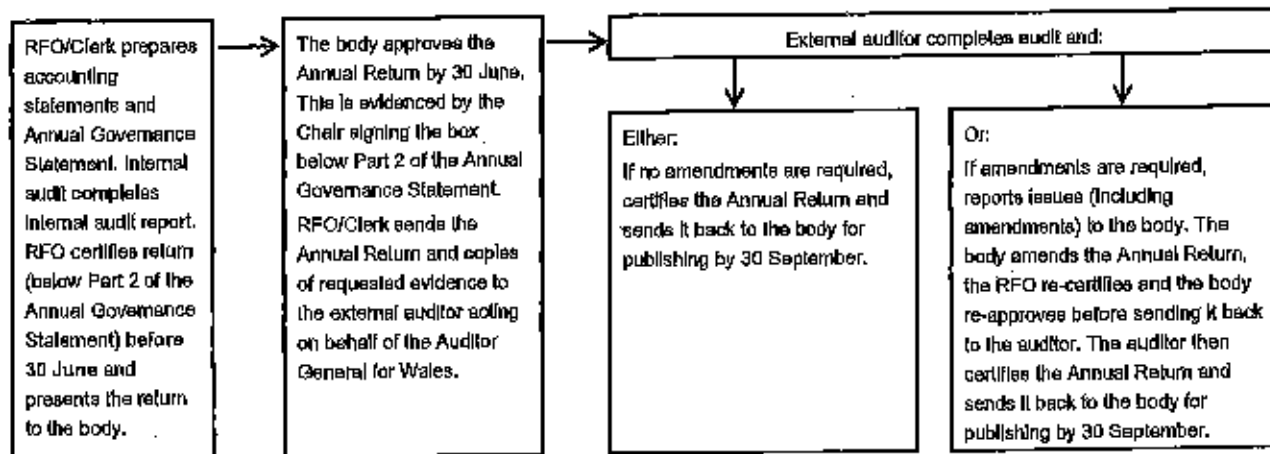 RFO/Clerk prepares
accounting
statements and
Annual Governance
Statement. Internal
audit completes
Internal audit report.
RFO certifies return
(below Part 2 of the
Annual Governance
Statement) before
30 June and
presents the return
to the body.
The body approves the
Annual Return by 30 June.
This is evidenced by the
Chair signing the box
below Part 2 of the Annual
Governance Statement.
RFO/Clerk sends the
Annual Return and copies
of requested evidence to
the external auditor acting
on behalf of the Auditor
General for Wales.
External auditor completes audit and:
Either:
If no amendments are required,
certifies the Annual Return and
sends it back to the body for
publishing by 30 September.
Or:
If amendments are required,
reports issues (including
amendments) to the body. The
body amends the Annual Return,
the RFO re-certifies and the body
re-approves before sending it back
to the auditor. The auditor then
certifies the Annual Return and
sends it back to the body for
publishing by 30 September.